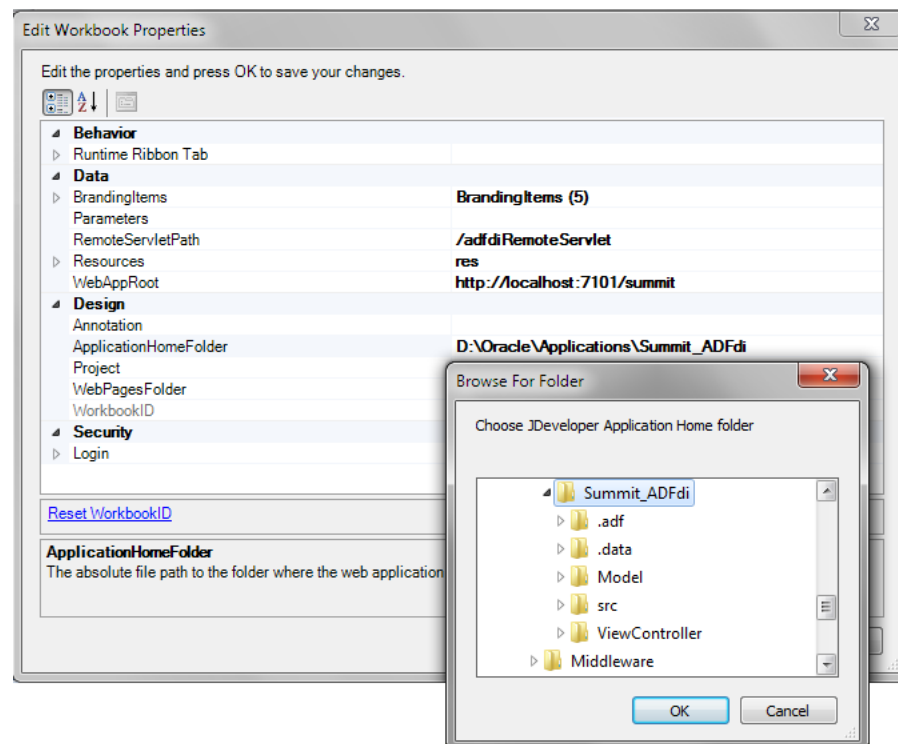 Edit Workbook Properties
Edit the properties and press OK to save your changes.
Behavior
Runtime Ribbon Tab
Data
BrandingItems BrandingItems (5)
Parameters
RemoteServletPath /adfdiRemoteServlet
Resources res
WebAppRoot http://localhost:7101/summit
Design
Annotation
ApplicationHomeFolder D:\Oracle\Applications\Summit_ADFdi
Project
WebPagesFolder
WorkbookID
Security
Login
Reset WorkbookID
ApplicationHomeFolder
The absolute file path to the folder where the web application
Browse For Folder
Choose JDeveloper Application Home folder
Summit_ADFdi
.adf
.data
Model
src
ViewController
Middleware
OK Cancel